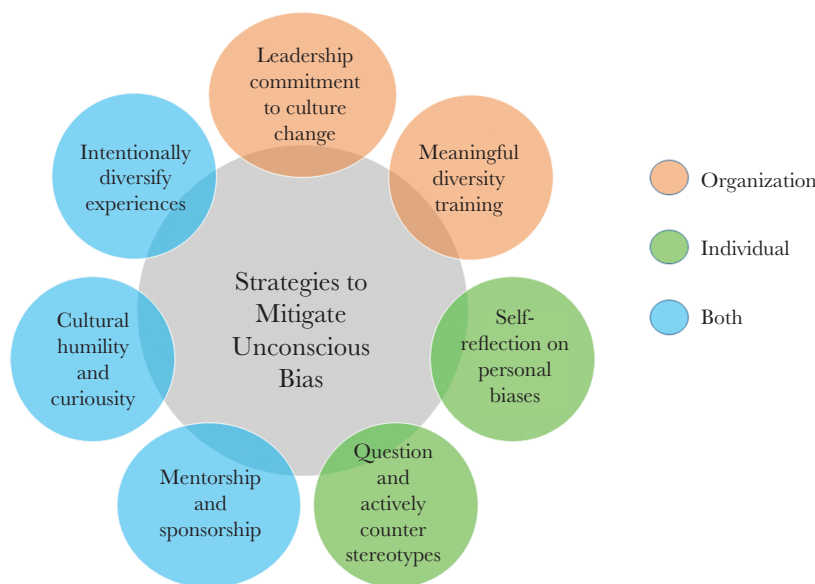 Leadership
commitment
to culture
change
Meaningful
diversity
training
Self-
reflection on
personal
biases
Question
and
actively
counter
stereotypes
Mentorship
and
sponsorship
Cultural
humility
and
curiousity
Intentionally
diversify
experiences
Strategies to
Mitigate
Unconscious
Bias
Organization
Individual
Both